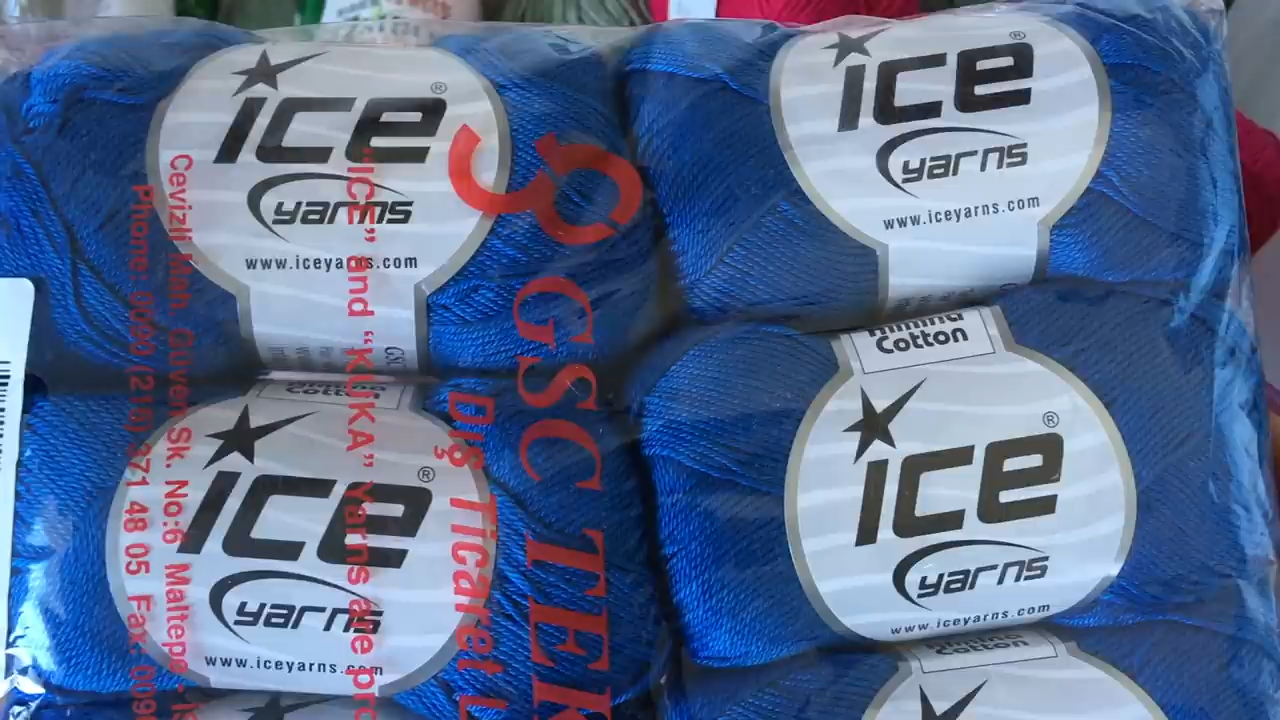 ice®
yarns
www.iceyarns.com
ice®
yarns
www.iceyarns.com
Cotton
ice®
yarns
www.iceyarns.com
Cotton
ice®
yarns
www.iceyarns.com
Cotton
GSC TEK
Dış Ticaret L
"ICE" and "KUKA" Yarns are pro
Cevizli Mah. Güven Sk. No:6 Maltepe - İs
Phone: 0090 (216) 371 48 05 Fax: 009